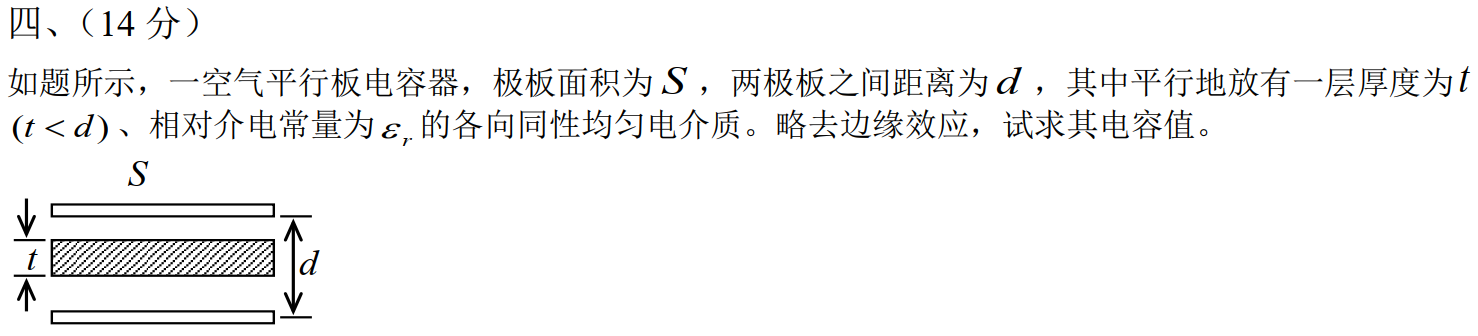 四、（14 分）
如题所示，一空气平行板电容器，极板面积为 S ，两极板之间距离为 d ，其中平行地放有一层厚度为 t
(t < d) 、相对介电常量为 εr 的各向同性均匀电介质。略去边缘效应，试求其电容值。
S
t
d